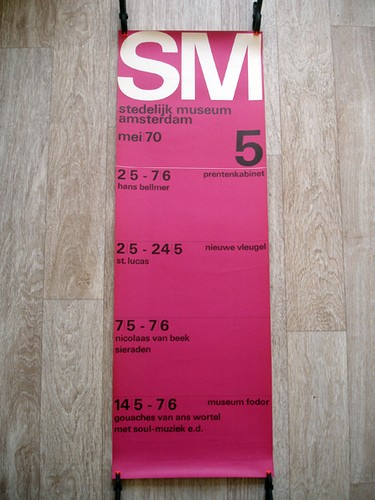 SM
stedelijk museum
amsterdam
mei|70
5
2|5 - 7|6 prentenkabinet
hans bellmer
2|5 - 24|5 nieuwe vleugel
st. lucas
7|5 - 7|6
nicolaas van beek
sieraden
14|5 - 7|6 museum fodor
gouaches van ans wortel
met soul-muziek e.d.